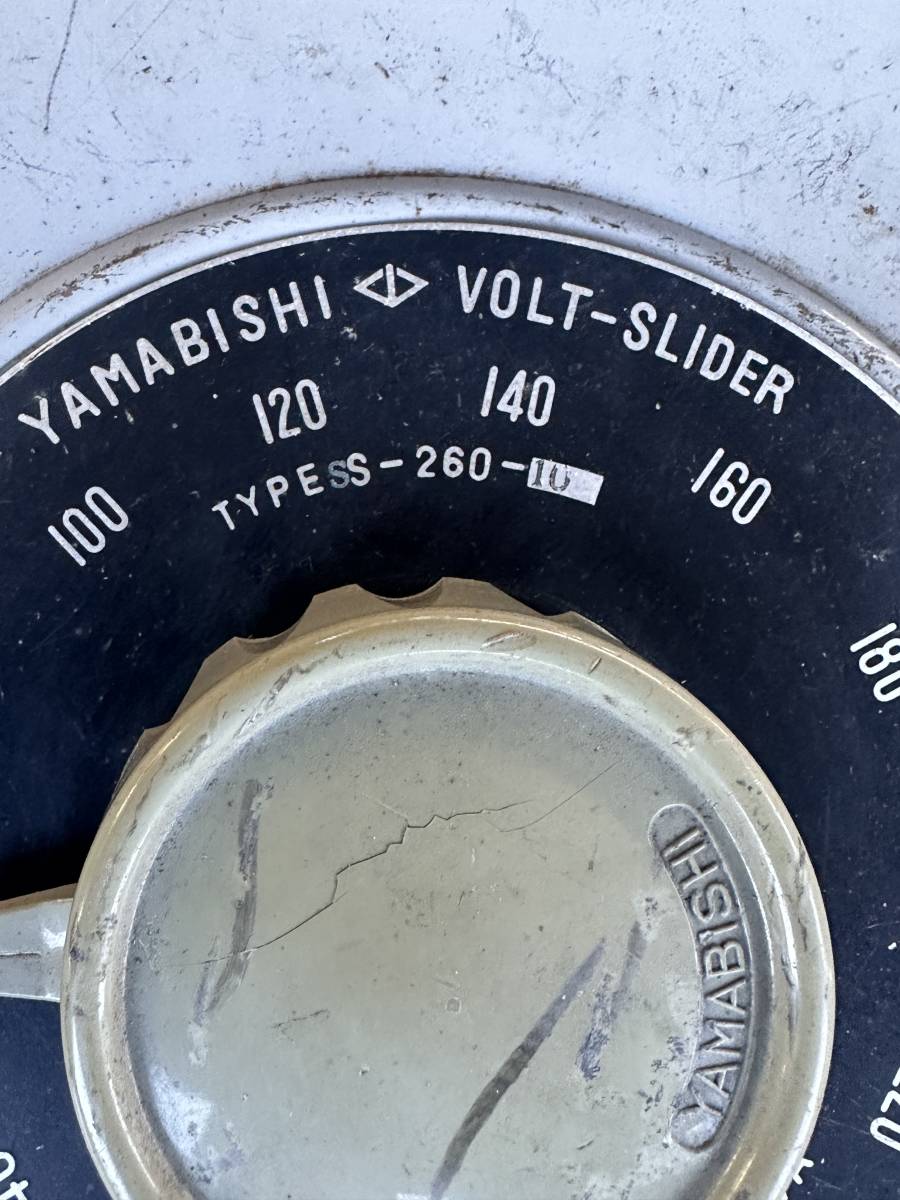 YAMABISHI VOLT-SLIDER
100 120 140 160 180
TYPE SS-260-10
YAMABISHI